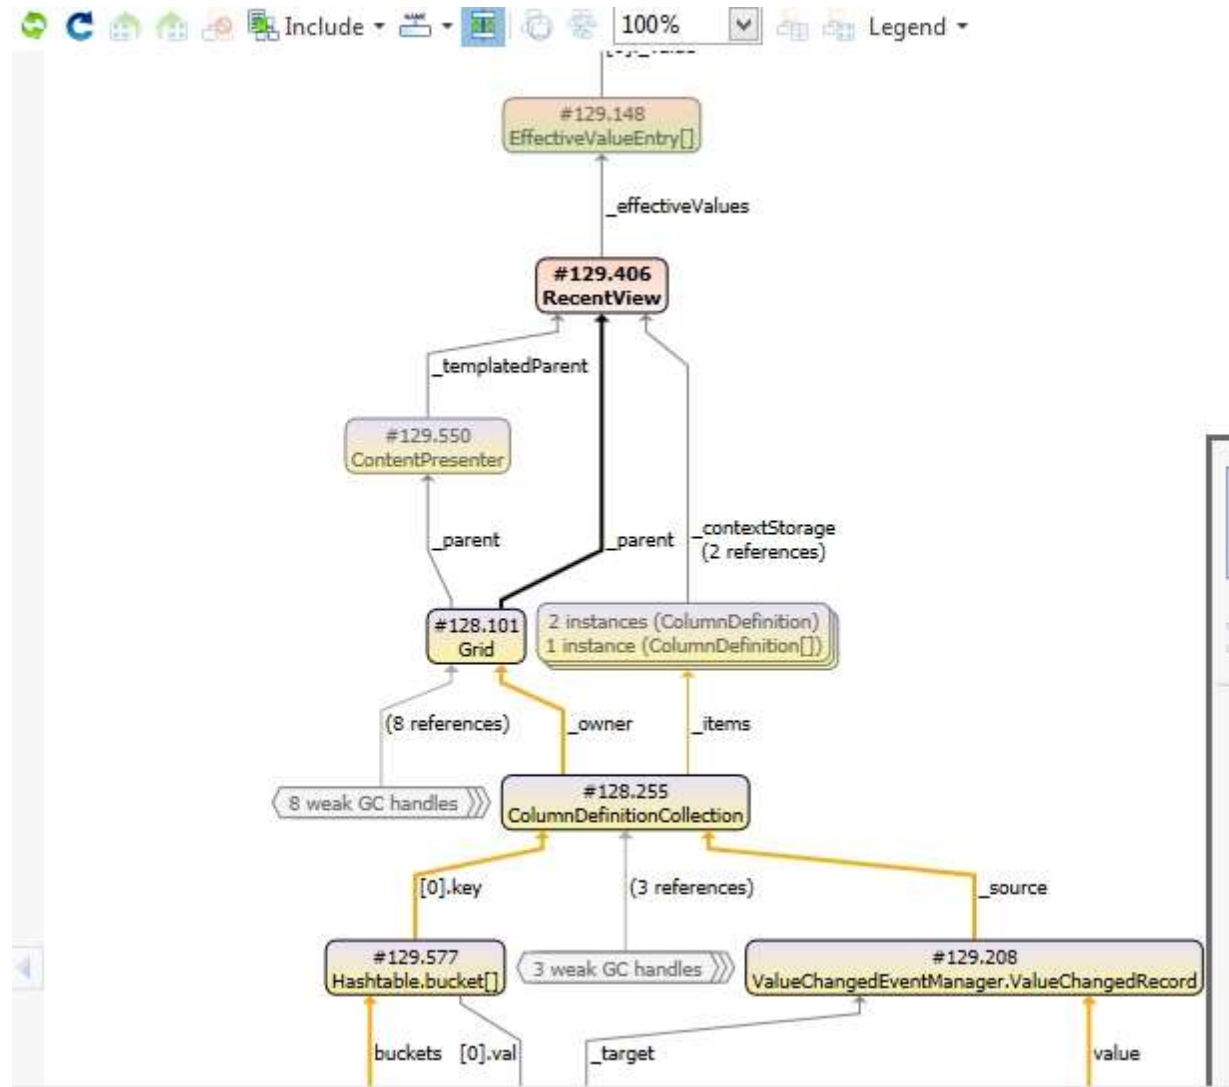 Include
NAME
100%
Legend
#129.148
EffectiveValueEntry[]
_effectiveValues
#129.406
RecentView
_templatedParent
#129.550
ContentPresenter
_parent
_parent
_contextStorage
(2 references)
#128.101
Grid
2 instances (ColumnDefinition)
1 instance (ColumnDefinition[])
(8 references)
_owner
_items
8 weak GC handles
#128.255
ColumnDefinitionCollection
[0].key
(3 references)
_source
#129.577
Hashtable.bucket[]
3 weak GC handles
#129.208
ValueChangedEventManager.ValueChangedRecord
buckets
[0].val
_target
value